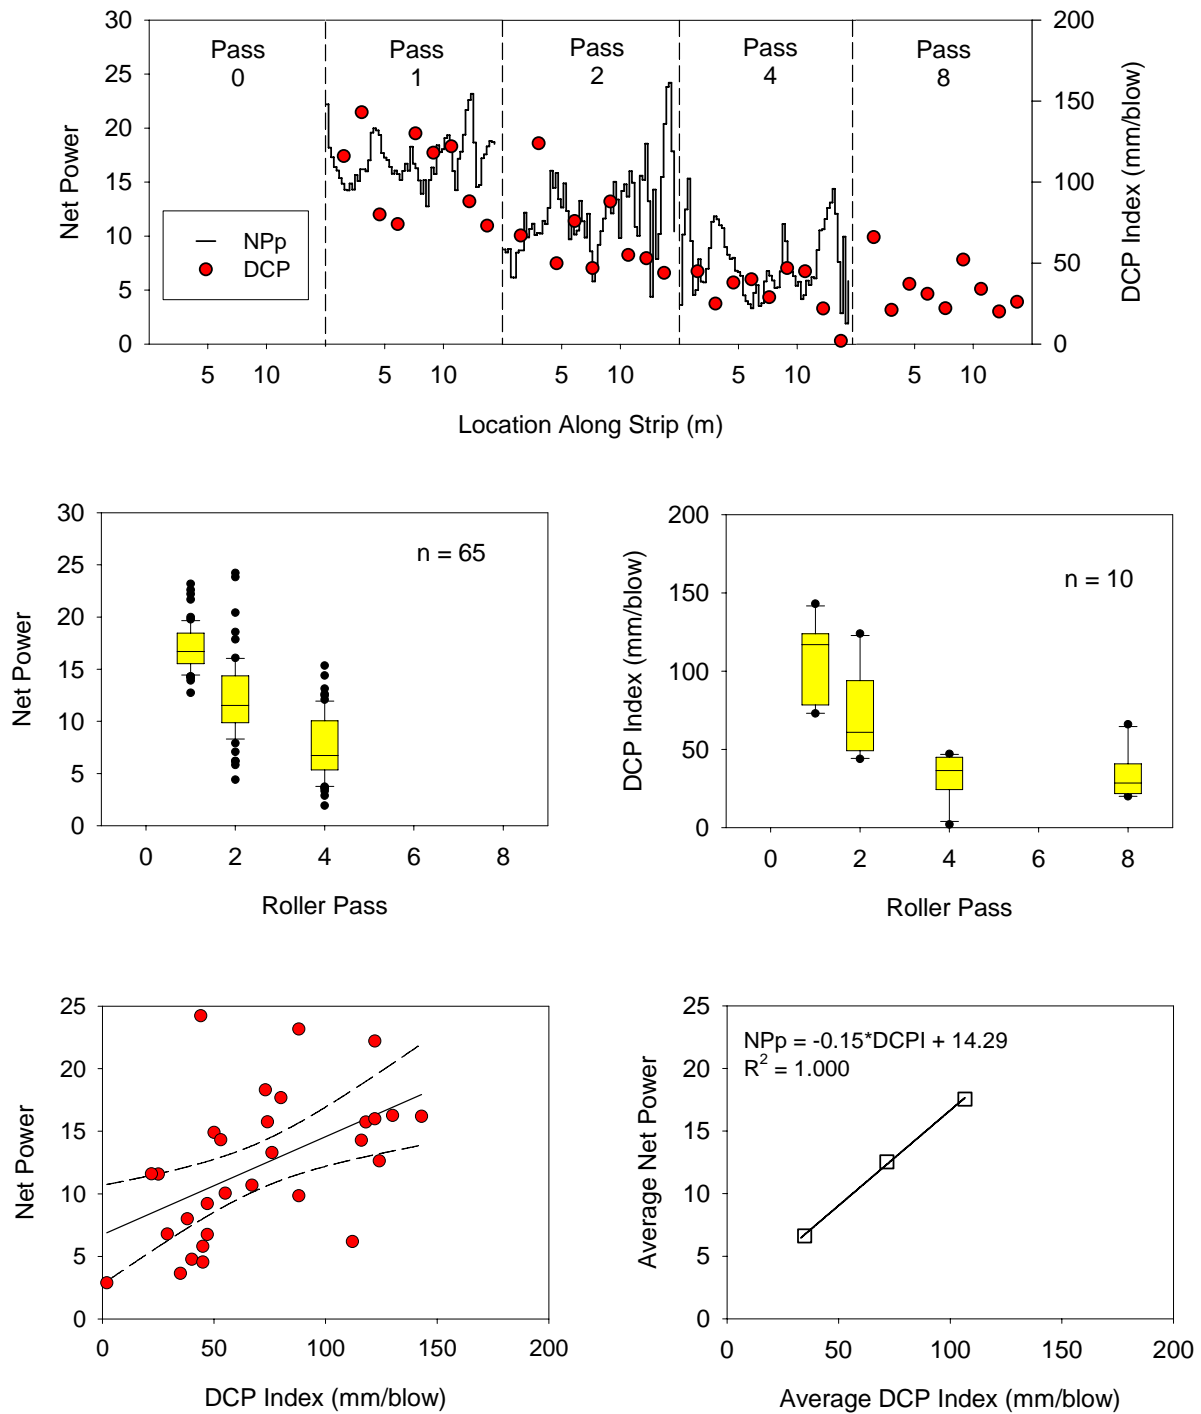 30
25
20
15
10
5
0
Net Power
Pass
0
Pass
1
Pass
2
Pass
4
Pass
8
NPp
DCP
200
150
100
50
0
DCP Index (mm/blow)
5 10 5 10 5 10 5 10 5 10
Location Along Strip (m)
30
25
20
15
10
5
0
Net Power
n = 65
0 2 4 6 8
Roller Pass
200
150
100
50
0
DCP Index (mm/blow)
n = 10
0 2 4 6 8
Roller Pass
25
20
15
10
5
0
Net Power
0 50 100 150 200
DCP Index (mm/blow)
25
20
15
10
5
0
Average Net Power
NPp = -0.15*DCPI + 14.29
R² = 1.000
0 50 100 150 200
Average DCP Index (mm/blow)